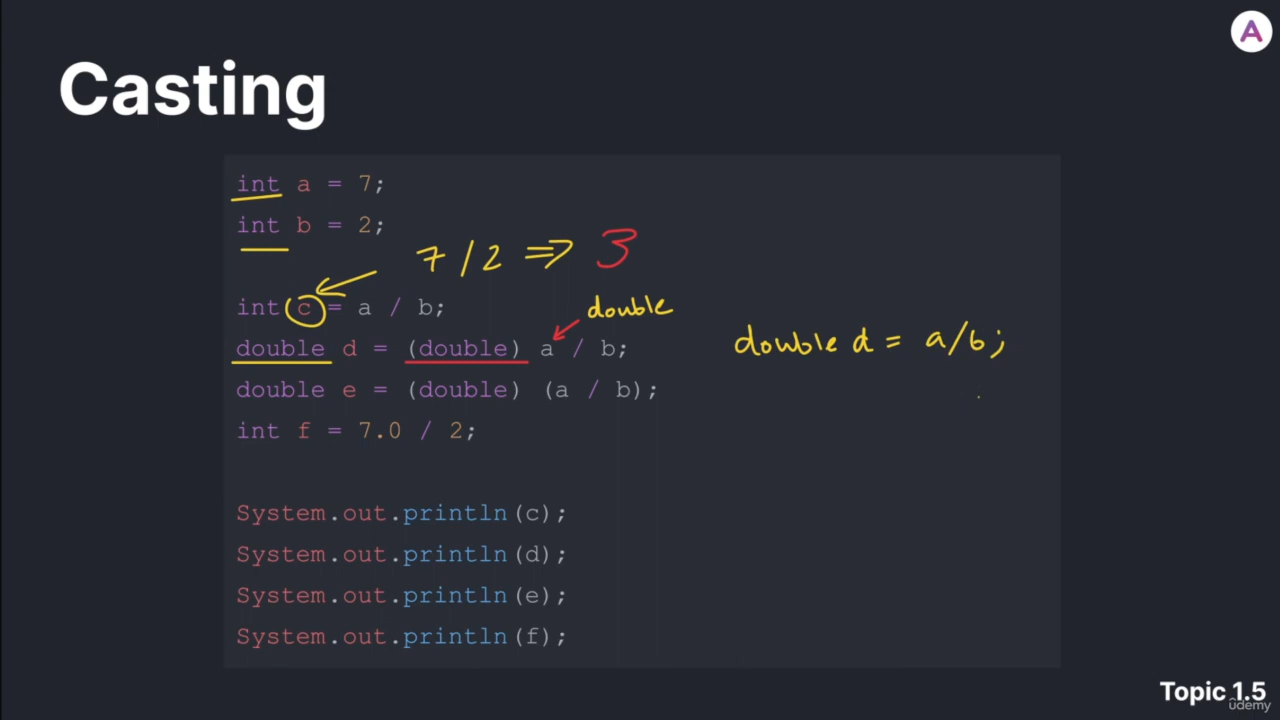 A
Casting
int a = 7;
int b = 2;
7 / 2 => 3
int c = a / b;
double
double d = (double) a / b;
double d = a/b;
double e = (double) (a / b);
int f = 7.0 / 2;
System.out.println(c);
System.out.println(d);
System.out.println(e);
System.out.println(f);
Topic 1.5
ûdemy